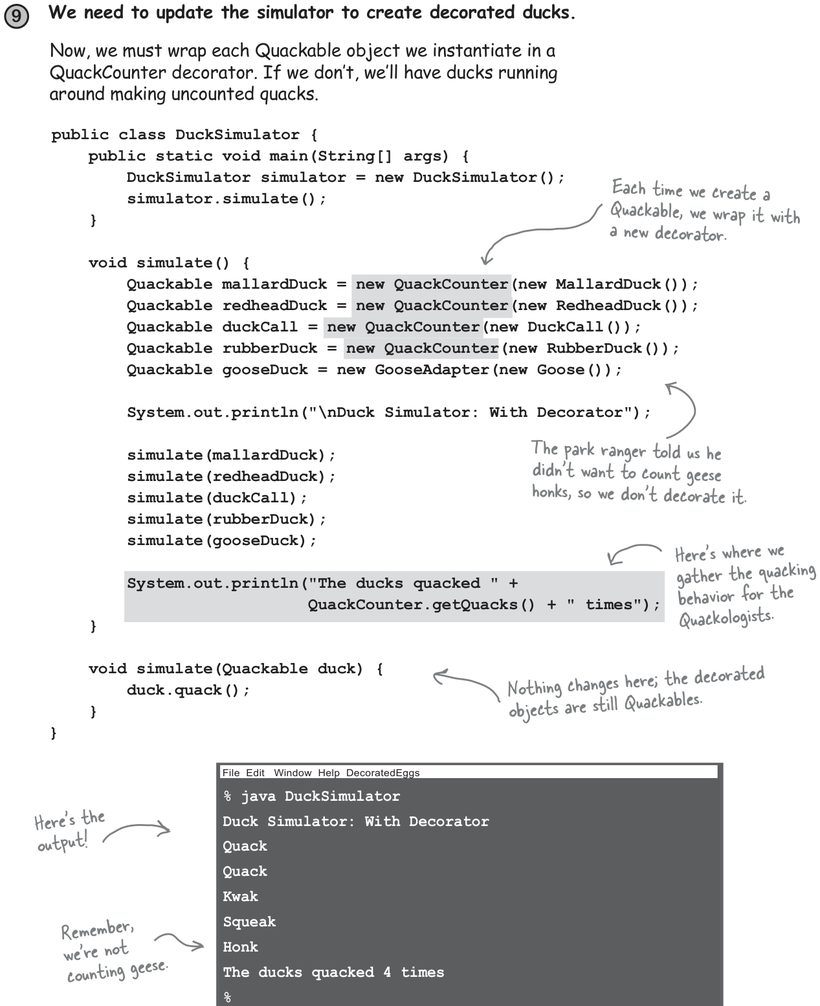 9 We need to update the simulator to create decorated ducks.
Now, we must wrap each Quackable object we instantiate in a
QuackCounter decorator. If we don't, we'll have ducks running
around making uncounted quacks.
public class DuckSimulator {
public static void main(String[] args) {
DuckSimulator simulator = new DuckSimulator();
simulator.simulate();
}
Each time we create a
Quackable, we wrap it with
a new decorator.
void simulate() {
Quackable mallardDuck = new QuackCounter(new MallardDuck());
Quackable redheadDuck = new QuackCounter(new RedheadDuck());
Quackable duckCall = new QuackCounter(new DuckCall());
Quackable rubberDuck = new QuackCounter(new RubberDuck());
Quackable gooseDuck = new GooseAdapter(new Goose());
System.out.println("\nDuck Simulator: With Decorator");
The park ranger told us he
didn't want to count geese
honks, so we don't decorate it.
simulate(mallardDuck);
simulate(redheadDuck);
simulate(duckCall);
simulate(rubberDuck);
simulate(gooseDuck);
System.out.println("The ducks quacked " +
QuackCounter.getQuacks() + " times");
}
Here's where we
gather the quacking
behavior for the
Quackologists.
void simulate(Quackable duck) {
duck.quack();
}
}
Nothing changes here; the decorated
objects are still Quackables.
Here's the
output!
File Edit Window Help DecoratedEggs
% java DuckSimulator
Duck Simulator: With Decorator
Quack
Quack
Kwak
Squeak
Honk
The ducks quacked 4 times
%
Remember,
we're not
counting geese.